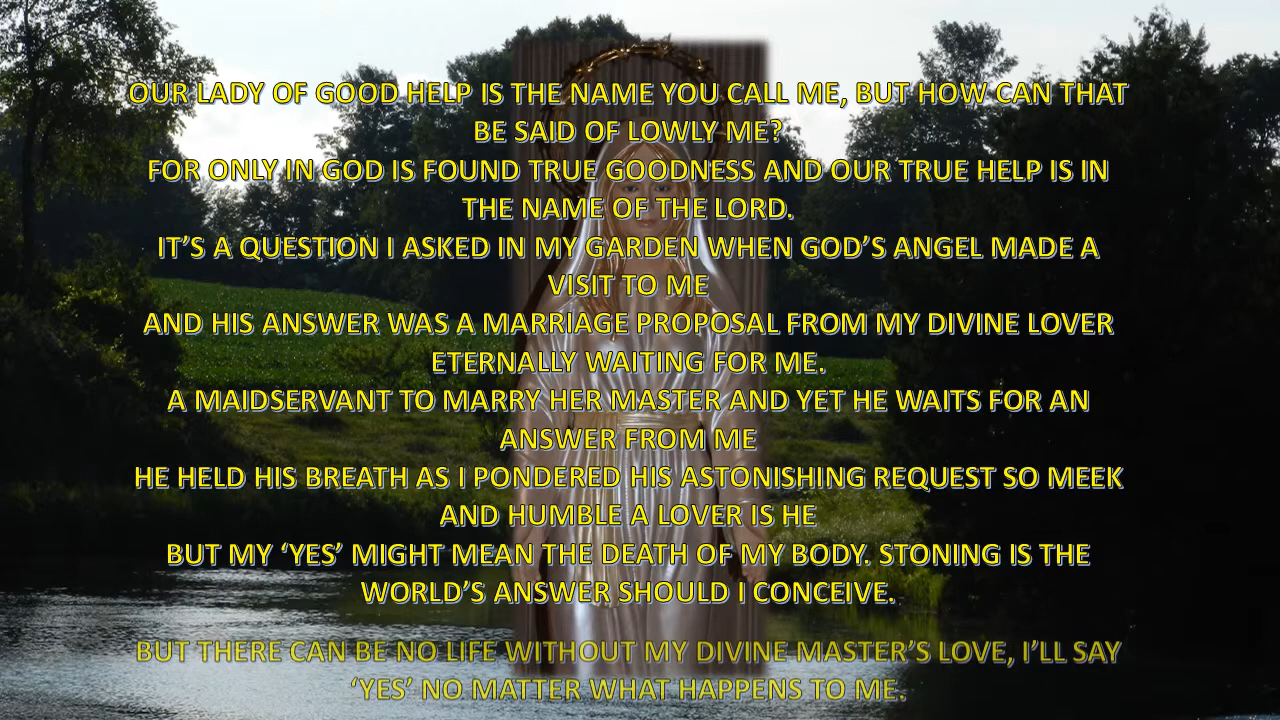 OUR LADY OF GOOD HELP IS THE NAME YOU CALL ME, BUT HOW CAN THAT
BE SAID OF LOWLY ME?
FOR ONLY IN GOD IS FOUND TRUE GOODNESS AND OUR TRUE HELP IS IN
THE NAME OF THE LORD.
IT’S A QUESTION I ASKED IN MY GARDEN WHEN GOD’S ANGEL MADE A
VISIT TO ME
AND HIS ANSWER WAS A MARRIAGE PROPOSAL FROM MY DIVINE LOVER
ETERNALLY WAITING FOR ME.
A MAIDSERVANT TO MARRY HER MASTER AND YET HE WAITS FOR AN
ANSWER FROM ME
HE HELD HIS BREATH AS I PONDERED HIS ASTONISHING REQUEST SO MEEK
AND HUMBLE A LOVER IS HE
BUT MY ‘YES’ MIGHT MEAN THE DEATH OF MY BODY. STONING IS THE
WORLD’S ANSWER SHOULD I CONCEIVE.
BUT THERE CAN BE NO LIFE WITHOUT MY DIVINE MASTER’S LOVE, I’LL SAY
‘YES’ NO MATTER WHAT HAPPENS TO ME.